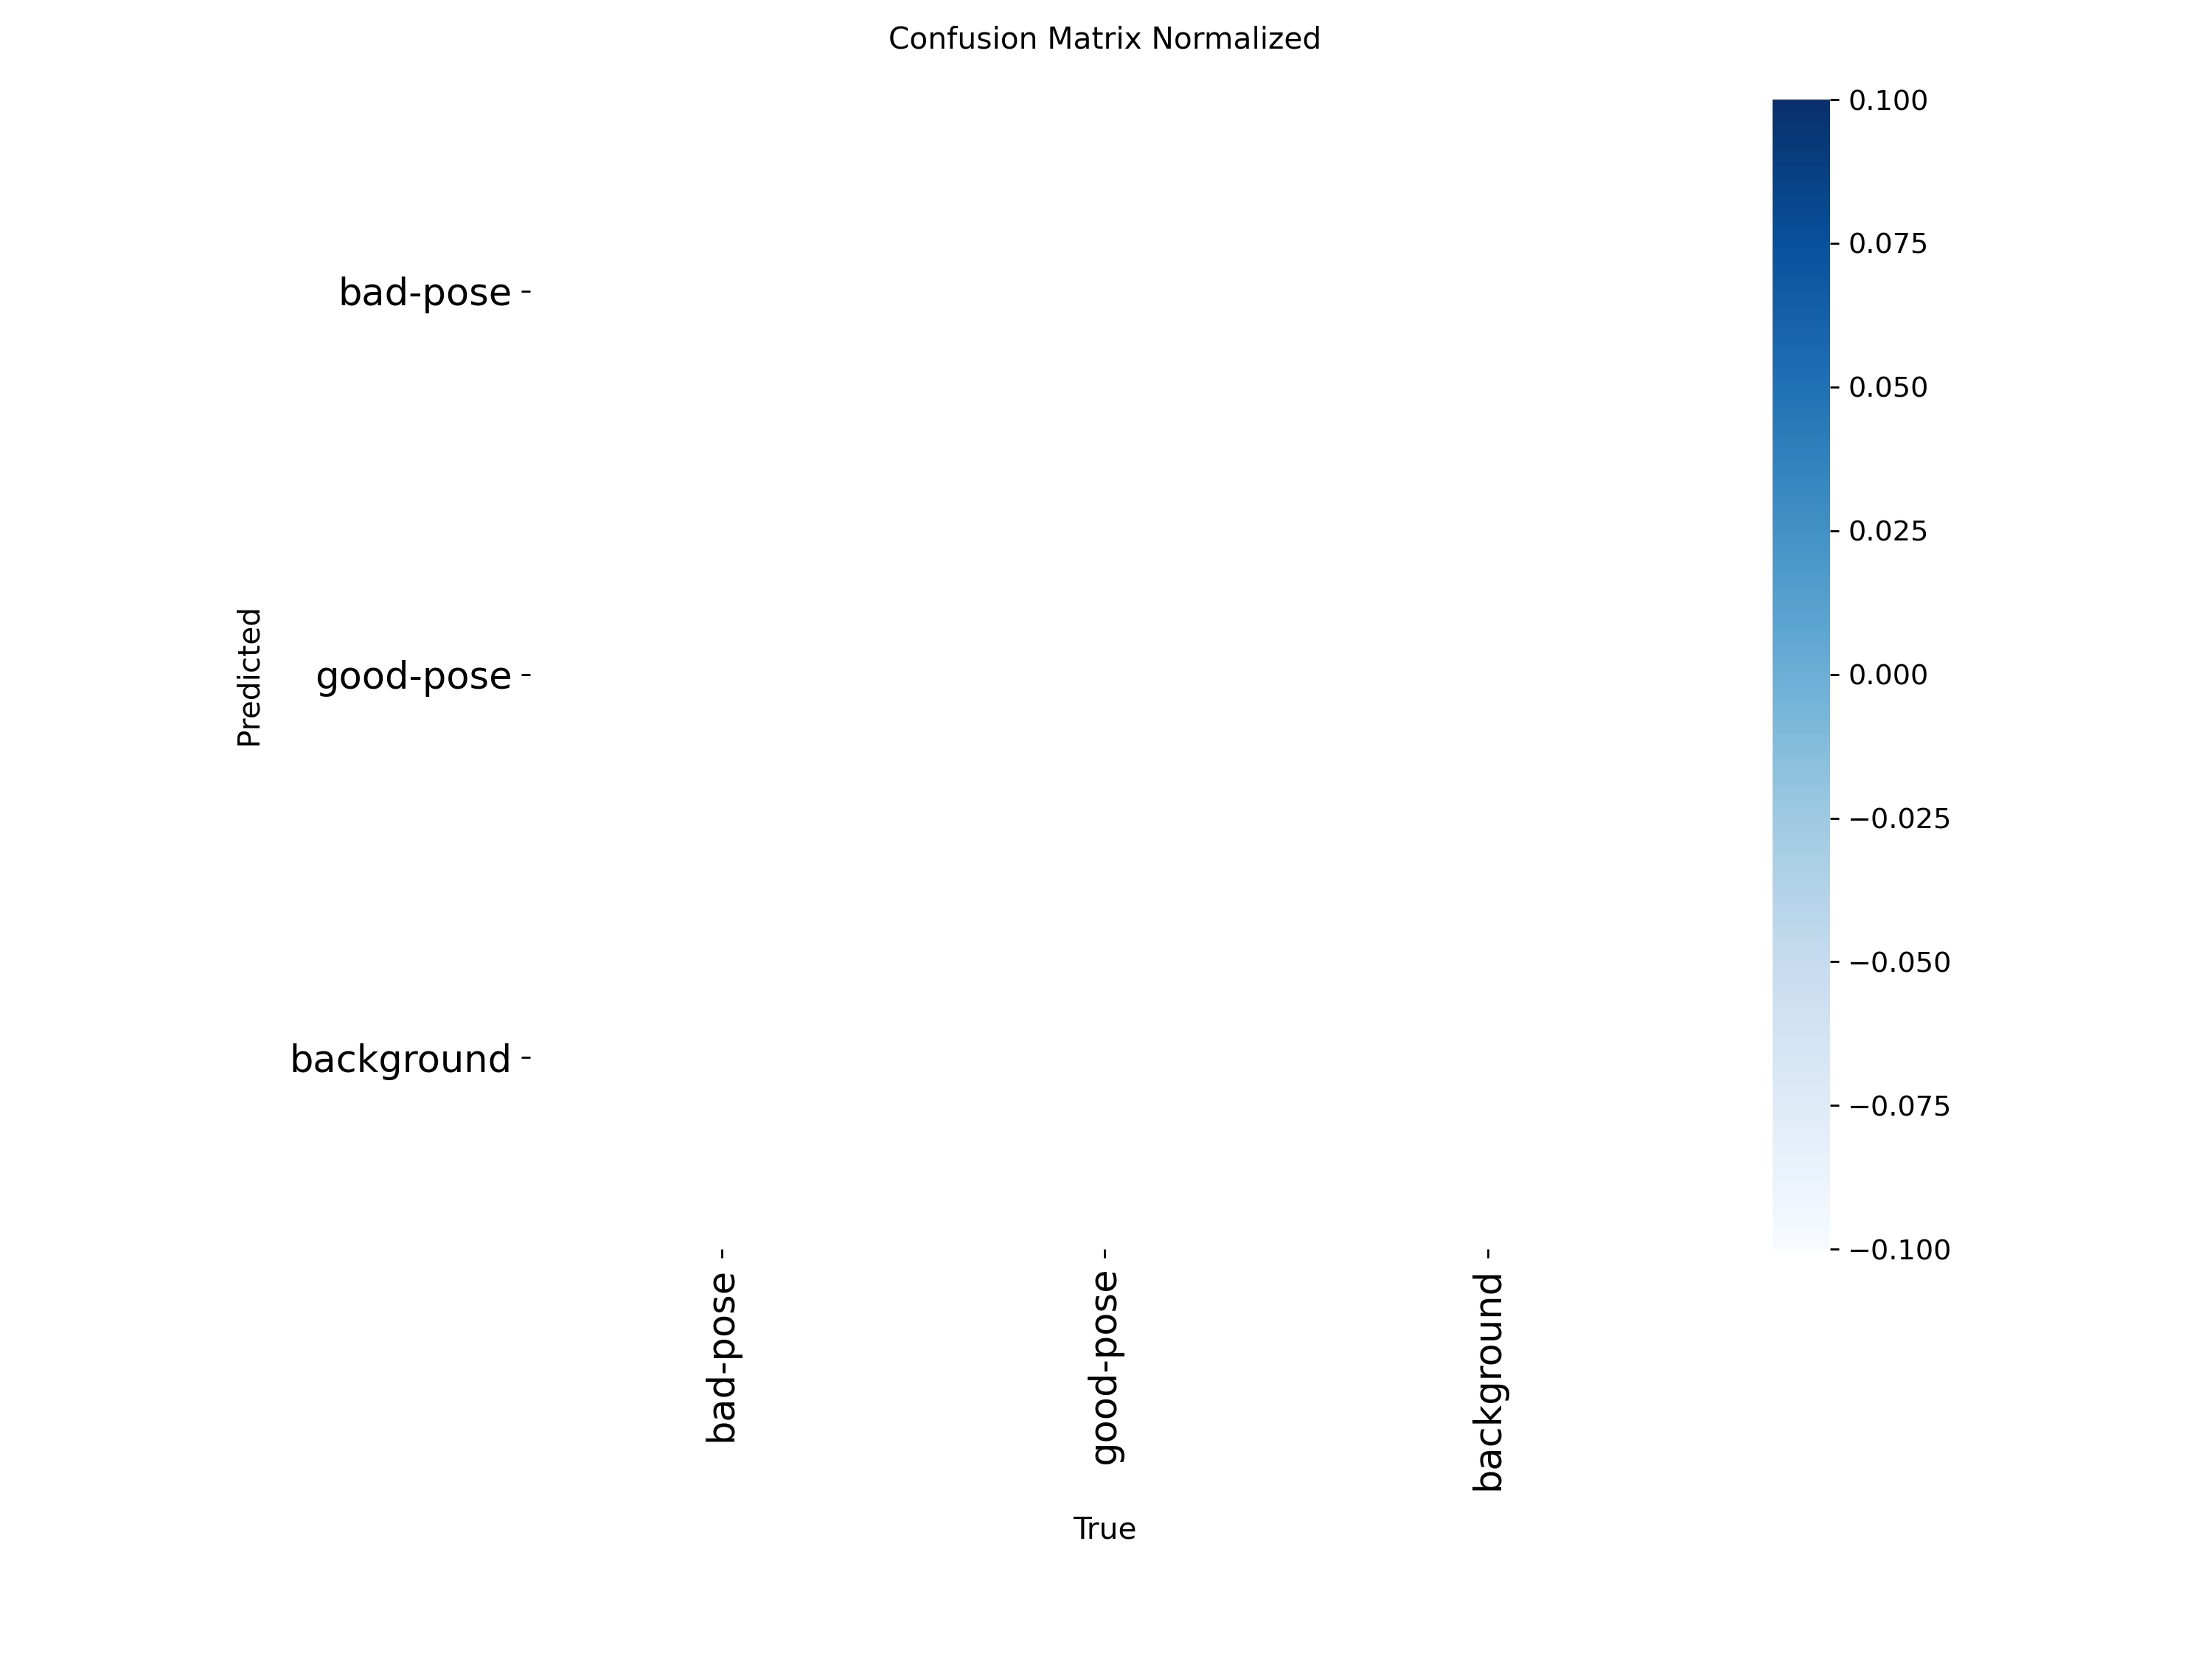 Confusion Matrix Normalized
0.100
0.075
0.050
0.025
0.000
−0.025
−0.050
−0.075
−0.100
Predicted
bad-pose
good-pose
background
bad-pose
good-pose
background
True